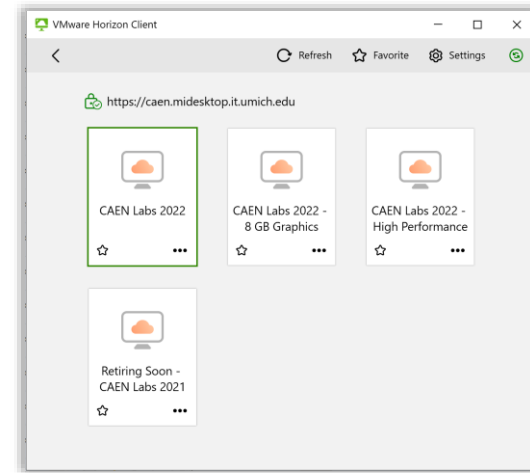 VMware Horizon Client
Refresh Favorite Settings
https://caen.midesktop.it.umich.edu
CAEN Labs 2022
CAEN Labs 2022 -
8 GB Graphics
CAEN Labs 2022 -
High Performance
Retiring Soon -
CAEN Labs 2021